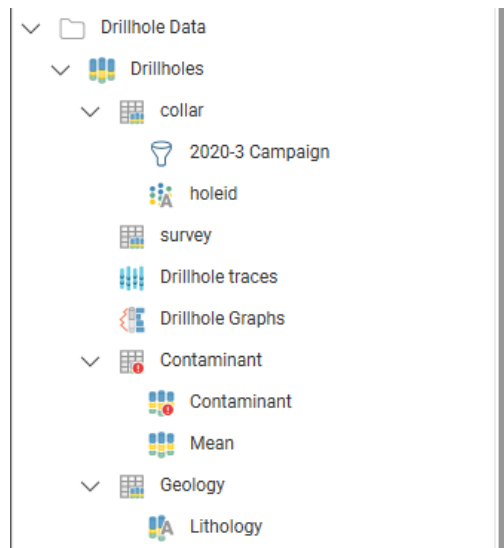 Drillhole Data
Drillholes
collar
2020-3 Campaign
holeid
survey
Drillhole traces
Drillhole Graphs
Contaminant
Contaminant
Mean
Geology
Lithology